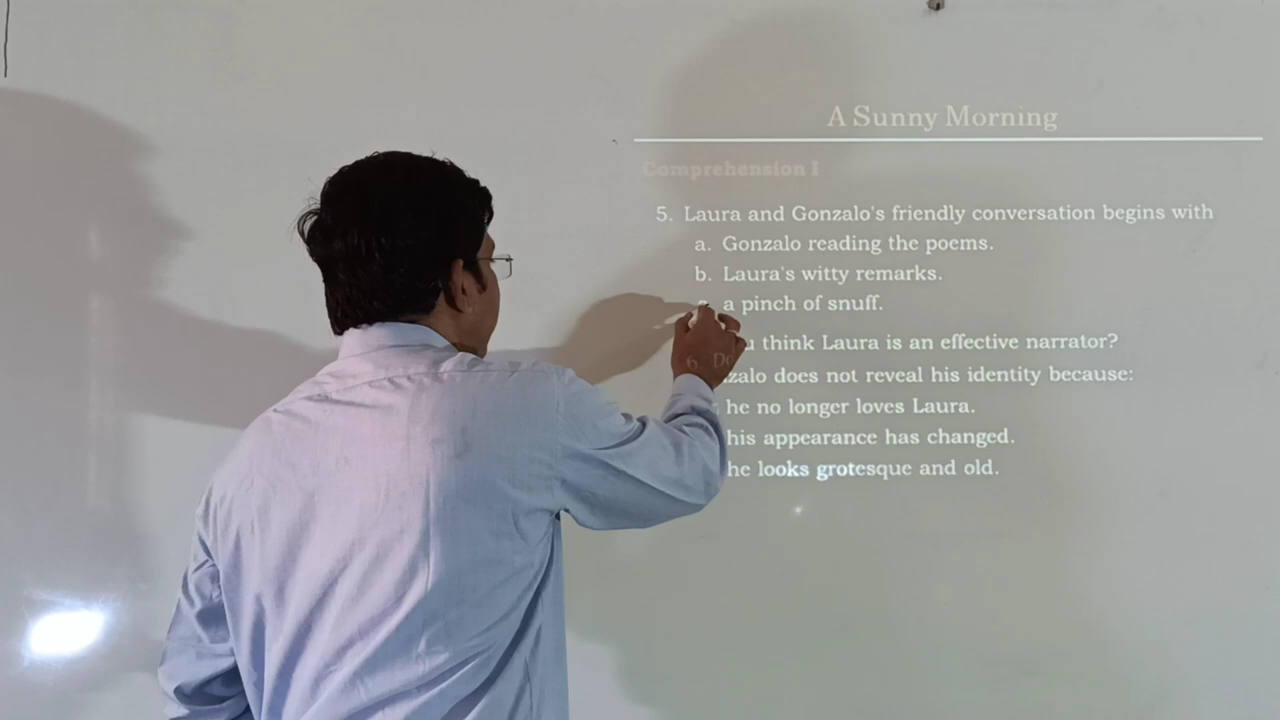 A Sunny Morning
Comprehension I
5. Laura and Gonzalo's friendly conversation begins with
a. Gonzalo reading the poems.
b. Laura's witty remarks.
a pinch of snuff.
6. Do u think Laura is an effective narrator?
zalo does not reveal his identity because:
he no longer loves Laura.
his appearance has changed.
he looks grotesque and old.